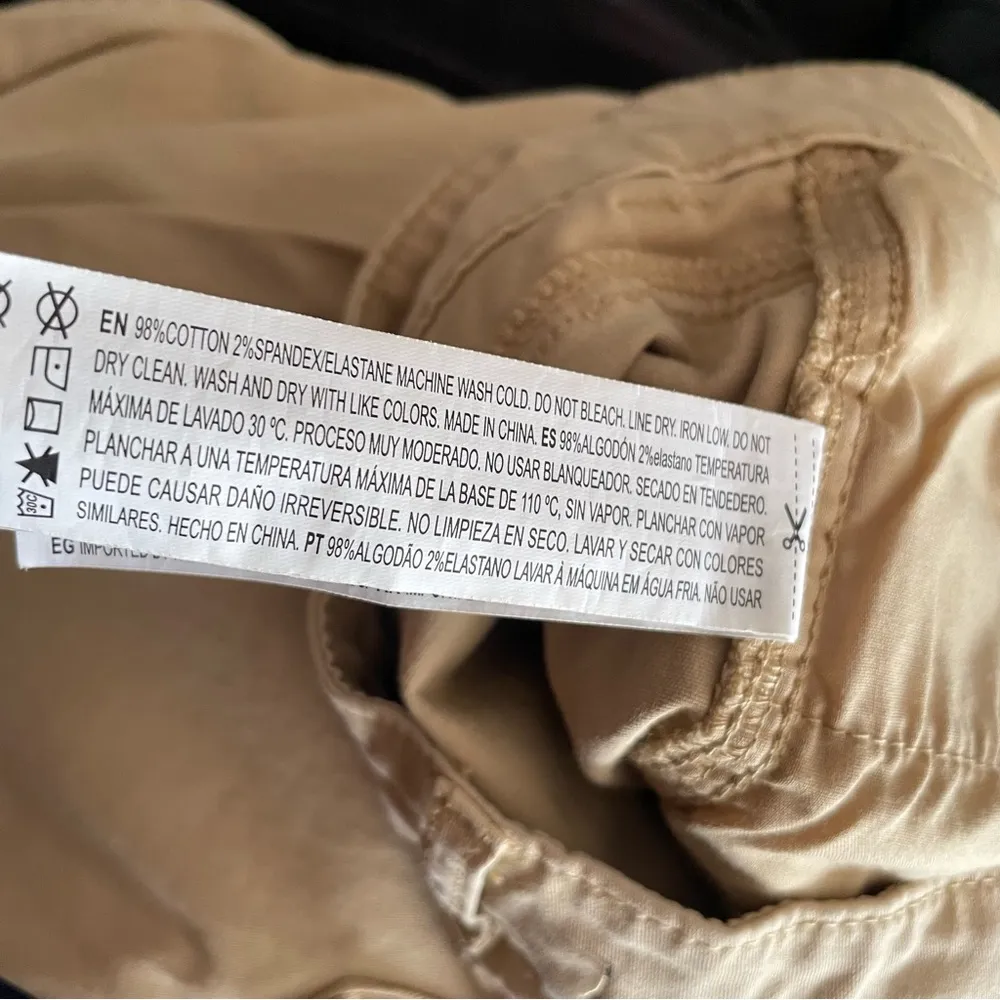 EN 98%COTTON 2%SPANDEX/ELASTANE MACHINE WASH COLD. DO NOT BLEACH. LINE DRY. IRON LOW. DO NOT
DRY CLEAN. WASH AND DRY WITH LIKE COLORS. MADE IN CHINA. ES 98%ALGODÓN 2%elastano TEMPERATURA
MÁXIMA DE LAVADO 30 ºC. PROCESO MUY MODERADO. NO USAR BLANQUEADOR. SECADO EN TENDEDERO.
PLANCHAR A UNA TEMPERATURA MÁXIMA DE LA BASE DE 110 ºC, SIN VAPOR. PLANCHAR CON VAPOR
PUEDE CAUSAR DAÑO IRREVERSIBLE. NO LIMPIEZA EN SECO. LAVAR Y SECAR CON COLORES
SIMILARES. HECHO EN CHINA. PT 98%ALGODÃO 2%ELASTANO LAVAR À MÁQUINA EM ÁGUA FRIA. NÃO USAR
30C
EG IMPORTED